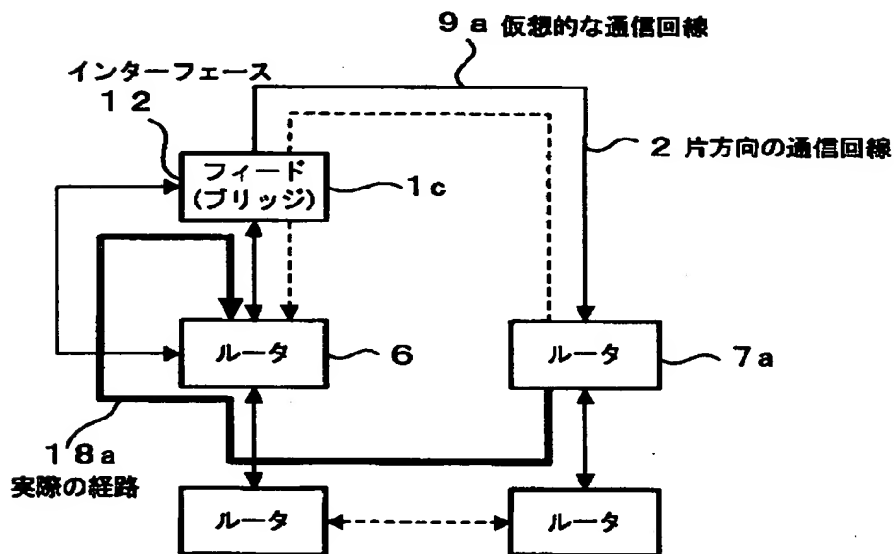 9a 仮想的な通信回線
インターフェース
12
2 片方向の通信回線
フィード
(ブリッジ)
1c
ルータ
6
ルータ
7a
18a
実際の経路
ルータ
ルータ